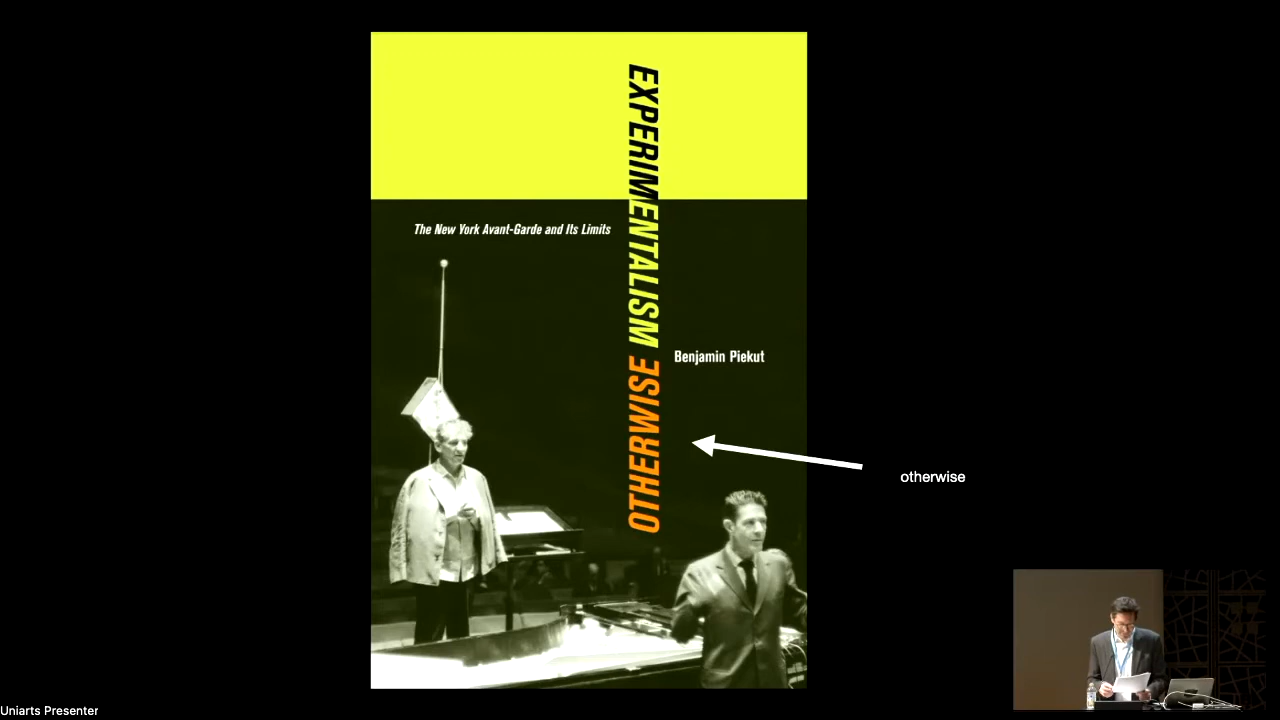 EXPERIMENTALISM OTHERWISE
The New York Avant-Garde and Its Limits
Benjamin Piekut
otherwise
Uniarts Presenter